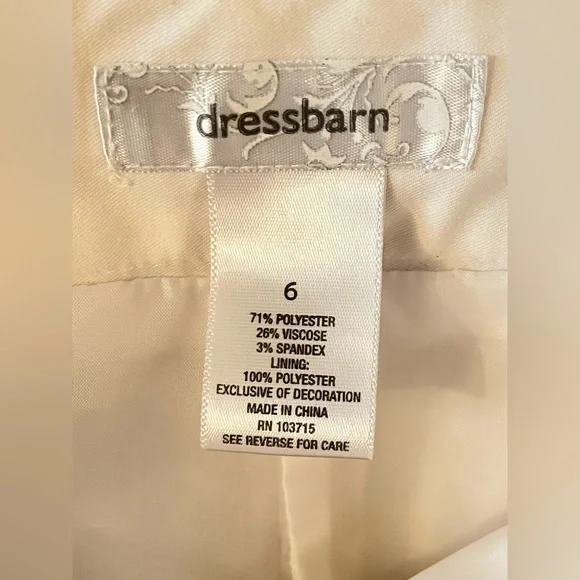 dressbarn
6
71% POLYESTER
26% VISCOSE
3% SPANDEX
LINING:
100% POLYESTER
EXCLUSIVE OF DECORATION
MADE IN CHINA
RN 103715
SEE REVERSE FOR CARE